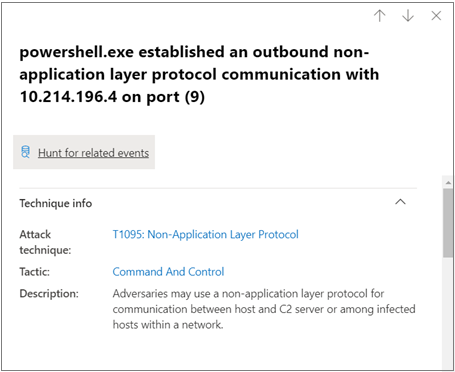 powershell.exe established an outbound non-
application layer protocol communication with
10.214.196.4 on port (9)
Hunt for related events
Technique info
Attack
technique:
T1095: Non-Application Layer Protocol
Tactic:
Command And Control
Description:
Adversaries may use a non-application layer protocol for
communication between host and C2 server or among infected
hosts within a network.